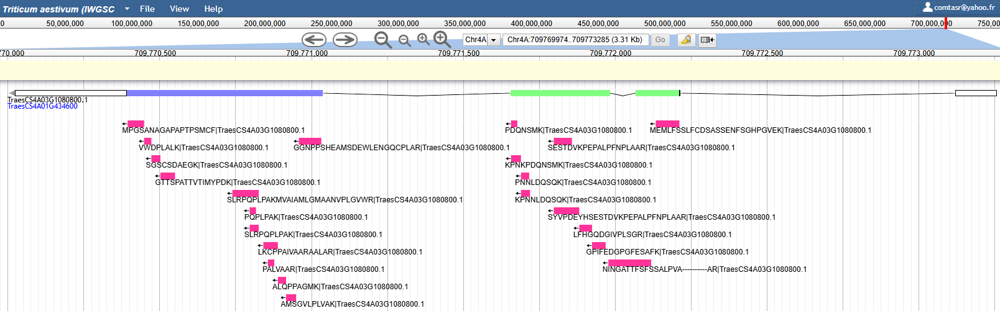 Triticum aestivum (IWGSC File View Help comtasr@yahoo.fr
0 50,000,000 100,000,000 150,000,000 200,000,000 250,000,000 300,000,000 350,000,000 400,000,000 450,000,000 500,000,000 550,000,000 600,000,000 650,000,000 700,000,000 750,00
Chr4A Chr4A:709769974..709773285 (3.31 Kb) Go
70,000 709,770,500 709,771,000 709,771,500 709,772,000 709,772,500 709,773,000
TraesCS4A03G1080800.1
TraesCS4A01G434600
MPGSANAGAPAPTPSMCF|TraesCS4A03G1080800.1 PDQNSMK|TraesCS4A03G1080800.1 MEMLFSSLFCDSASSENFSGHPGVEK|TraesCS4A03G1080800.1
VWDPLALK|TraesCS4A03G1080800.1 GGNPPSHEAMSDEWLENGQCPLAR|TraesCS4A03G1080800.1 SESTDVKPEPALPFNPLAAR|TraesCS4A03G1080800.1
SGSCSDAEGK|TraesCS4A03G1080800.1 KPNKPDQNSMK|TraesCS4A03G1080800.1
GTTSPATTVTIMYPDK|TraesCS4A03G1080800.1 PNNLDQSQK|TraesCS4A03G1080800.1
SLRPQPLPAKMVAIAMLGMAANVPLGVWR|TraesCS4A03G1080800.1 KPNNLDQSQK|TraesCS4A03G1080800.1
PQPLPAK|TraesCS4A03G1080800.1 SYVPDEYHSESTDVKPEPALPFNPLAAR|TraesCS4A03G1080800.1
SLRPQPLPAK|TraesCS4A03G1080800.1 LFHGQDGIVPLSGR|TraesCS4A03G1080800.1
LKCPPAIVAARAALAR|TraesCS4A03G1080800.1 GPIFEDGPGFESAFK|TraesCS4A03G1080800.1
PALVAAR|TraesCS4A03G1080800.1 NINGATTFSFSSALPVA----------AR|TraesCS4A03G1080800.1
ALQPPAGMK|TraesCS4A03G1080800.1
AMSGVLPLVAK|TraesCS4A03G1080800.1